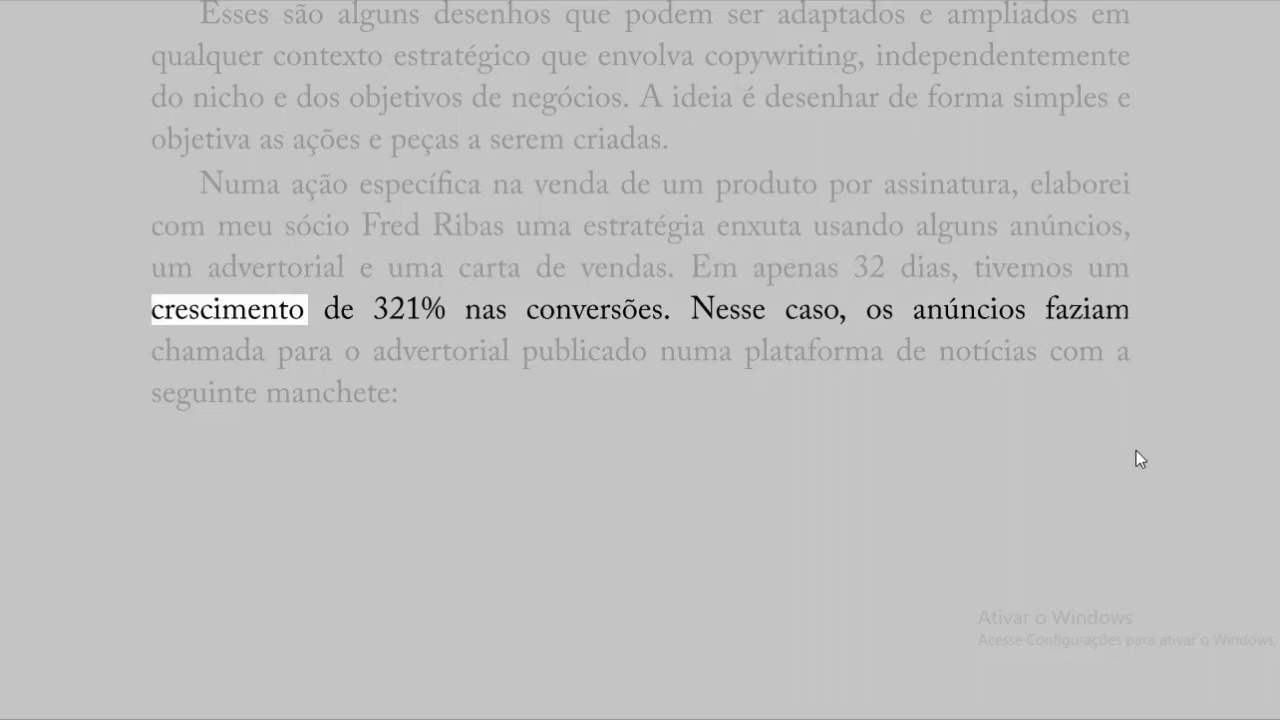 Esses são alguns desenhos que podem ser adaptados e ampliados em
qualquer contexto estratégico que envolva copywriting, independentemente
do nicho e dos objetivos de negócios. A ideia é desenhar de forma simples e
objetiva as ações e peças a serem criadas.
Numa ação específica na venda de um produto por assinatura, elaborei
com meu sócio Fred Ribas uma estratégia enxuta usando alguns anúncios,
um advertorial e uma carta de vendas. Em apenas 32 dias, tivemos um
crescimento de 321% nas conversões. Nesse caso, os anúncios faziam
chamada para o advertorial publicado numa plataforma de notícias com a
seguinte manchete:
Ativar o Windows
Acesse Configurações para ativar o Windows.